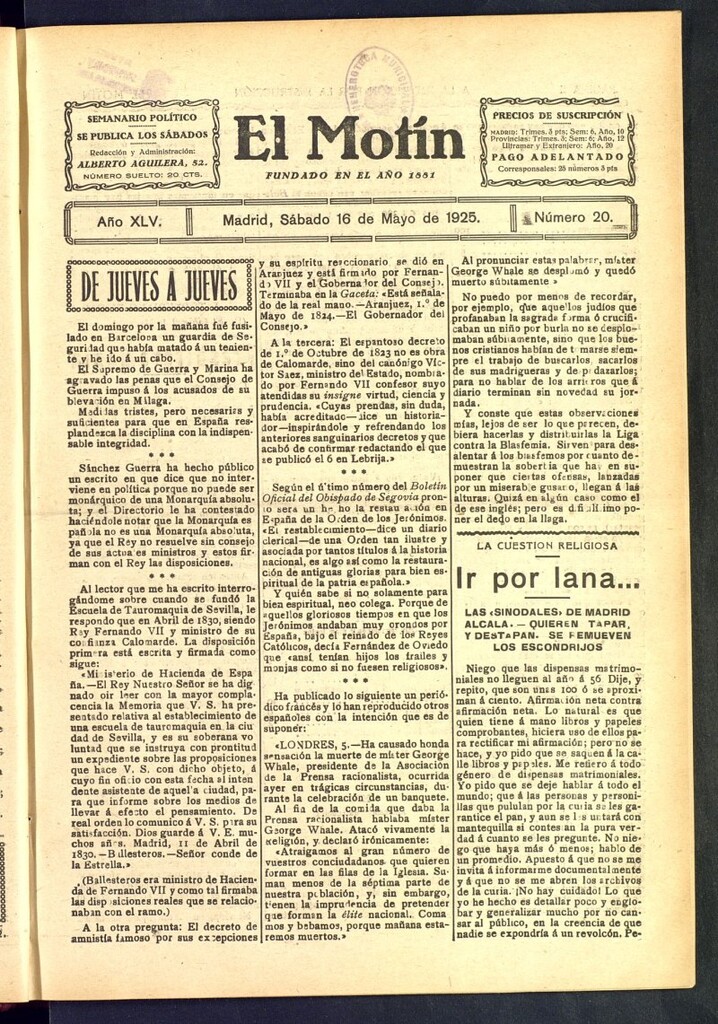 HEMEROTECA MUNICIPAL
SEMANARIO POLÍTICO
SE PUBLICA LOS SÁBADOS
Redacción y Administración:
ALBERTO AGUILERA, 52.
NÚMERO SUELTO: 20 CTS.
El Motín
FUNDADO EN EL AÑO 1881
PRECIOS DE SUSCRIPCIÓN
MADRID: Trimes. 3 pts; Sem: 6, Año, 10
Provincias: Trimes. 3; Sem: 6; Año, 12
Ultramar y Extranjero: Año, 20
PAGO ADELANTADO
Corresponsales: 25 números 3 pts
Año XLV.
Madrid, Sábado 16 de Mayo de 1925.
Número 20.
DE JUEVES A JUEVES
El domingo por la mañana fué fusi-
lado en Barcelona un guardia de Se-
guridad que había matado á un tenien-
te y he ido á un cabo.
El Supremo de Guerra y Marina ha
agravado las penas que el Consejo de
Guerra impuso á los acusados de su
blevación en Málaga.
Medidas tristes, pero necesarias y
suficientes para que en España res-
plandezca la disciplina con la indispen-
sable integridad.
* * *
Sánchez Guerra ha hecho público
un escrito en que dice que no inter-
viene en política porque no puede ser
monárquico de una Monarquía absolu-
ta; y el Directorio le ha contestado
haciéndole notar que la Monarquía es
pañola no es una Monarquía absoluta,
ya que el Rey no resuelve sin consejo
de sus actuales ministros y estos fir-
man con el Rey las disposiciones.
* * *
Al lector que me ha escrito interro-
gándome sobre cuando se fundó la
Escuela de Tauromaquia de Sevilla, le
respondo que en Abril de 1830, siendo
Rey Fernando VII y ministro de su
confianza Calomarde. La disposición
primera está escrita y firmada como
sigue:
«Ministerio de Hacienda de Espa-
ña.—El Rey Nuestro Señor se ha dig-
nado oir leer con la mayor compla-
cencia la Memoria que V. S. ha pre-
sentado relativa al establecimiento de
una escuela de tauromaquia en la ciu
dad de Sevilla, y es su soberana vo
luntad que se instruya con prontitud
un expediente sobre las proposiciones
que hace V. S. con dicho objeto, á
cuyo fin oficio con esta fecha al inten
dente asistente de aquella ciudad, pa-
ra que informe sobre los medios de
llevar á efecto el pensamiento. De
real orden lo comunico á V. S. para su
satisfacción. Dios guarde á V. E. mu-
chos años. Madrid, 11 de Abril de
1830.—Ballesteros.—Señor conde de
la Estrella.»
(Ballesteros era ministro de Hacien-
da de Fernando VII y como tal firmaba
las disposiciones reales que se relacio-
naban con el ramo.)
A la otra pregunta: El decreto de
amnistía famoso por sus excepciones
y su espíritu reaccionario, se dió en
Aranjuez y está firmado por Fernan-
do VII y el Gobernador del Consejo.
Terminaba en la Gaceta: «Está señala-
do de la real mano.—Aranjuez, 1.º de
Mayo de 1824.—El Gobernador del
Consejo.»
A la tercera: El espantoso decreto
de 1.º de Octubre de 1823 no es obra
de Calomarde, sino del canónigo Víc-
tor Saez, ministro del Estado, nombra-
do por Fernando VII confesor suyo
atendidas su insigne virtud, ciencia y
prudencia. «Cuyas prendas, sin duda,
había acreditado—dice un historia-
dor—inspirándole y refrendando los
anteriores sanguinarios decretos y que
acabó de confirmar redactando el que
se publicó el 6 en Lebrija.»
* * *
Según el último número del Boletín
Oficial del Obispado de Segovia pron-
to será un hecho la restauración en
España de la Orden de los Jerónimos.
«El restablecimiento—dice un diario
clerical—de una Orden tan ilustre y
asociada por tantos títulos á la historia
nacional, es algo así como la restaura-
ción de antiguas glorias para bien es-
piritual de la patria española.»
Y quién sabe si no solamente para
bien espiritual, neo colega. Porque de
aquellos gloriosos tiempos en que los
Jerónimos andaban muy orondos por
España, bajo el reinado de los Reyes
Católicos, decía Fernández de Oviedo
que «ansí tenían hijos los frailes y
monjas como si no fuesen religiosos».
* * *
Ha publicado lo siguiente un perió-
dico francés y lo han reproducido otros
españoles con la intención que es de
suponer:
«LONDRES, 5.—Ha causado honda
sensación la muerte de míster George
Whale, presidente de la Asociación
de la Prensa racionalista, ocurrida
ayer en trágicas circunstancias, du-
rante la celebración de un banquete.
Al fin de la comida que daba la
Prensa racionalista hablaba míster
George Whale. Atacó vivamente la
Religión, y declaró irónicamente:
«Atraigamos al gran número de
vuestros conciudadanos que quieren
formar en las filas de la Iglesia. Su-
man menos de la séptima parte de
nuestra población, y, sin embargo,
tienen la imprudencia de pretender
que forman la élite nacional. Coma
mos y bebamos, porque mañana esta-
remos muertos.»
Al pronunciar estas palabras, míster
George Whale se desplomó y quedó
muerto súbitamente »
No puedo por menos de recordar,
por ejemplo, que aquellos judíos que
profanaban la sagrada forma ó crucifi-
caban un niño por burla no se desplo-
maban súbitamente, sino que los bue-
nos cristianos habían de tomarse siem-
pre el trabajo de buscarlos, sacarlos
de sus madrigueras y despedazarlos;
para no hablar de los arrieros que á
diario terminan sin novedad su jor-
nada.
Y conste que estas observaciones
mías, lejos de ser lo que parecen, de-
biera hacerlas y distribuirlas la Liga
contra la Blasfemia. Sirven para des-
alentar á los blasfemos por cuanto de-
muestran la soberbia que hay en su-
poner que ciertas ofensas, lanzadas
por un miserable gusano, llegan á las
alturas. Quizá en algún caso como el
de ese inglés; pero es dificilísimo po-
ner el dedo en la llaga.
LA CUESTION RELIGIOSA
Ir por lana...
LAS «SINODALES» DE MADRID
ALCALA. — QUIEREN TAPAR,
Y DESTAPAN. SE REMUEVEN
LOS ESCONDRIJOS
Niego que las dispensas matrimo-
niales no lleguen al año á 56 Dije, y
repito, que son unas 100 ó se aproxi-
man á ciento. Afirmación neta contra
afirmación neta. Lo natural es que
quien tiene á mano libros y papeles
comprobantes, hiciera uso de ellos pa-
ra rectificar mi afirmación; pero no se
hace, y yo pido que se saquen á la ca-
lle libros y papeles. Me refiero á todo
género de dispensas matrimoniales.
Yo pido que se deje hablar á todo el
mundo; que á las personas y personi-
llas que pululan por la curia se les ga-
rantice el pan, y aun se les untará con
mantequilla si contestan la pura ver-
dad á cuanto se les pregunte. No nie-
go que haya más ó menos; hablo de
un promedio. Apuesto á que no se me
invita á informarme documentalmente
y á que no se me abren los archivos
de la curia. ¡No hay cuidado! Lo que
yo he hecho es detallar poco y englo-
bar y generalizar mucho por no can-
sar al público, en la creencia de que
nadie se expondría á un revolcón. Pe-